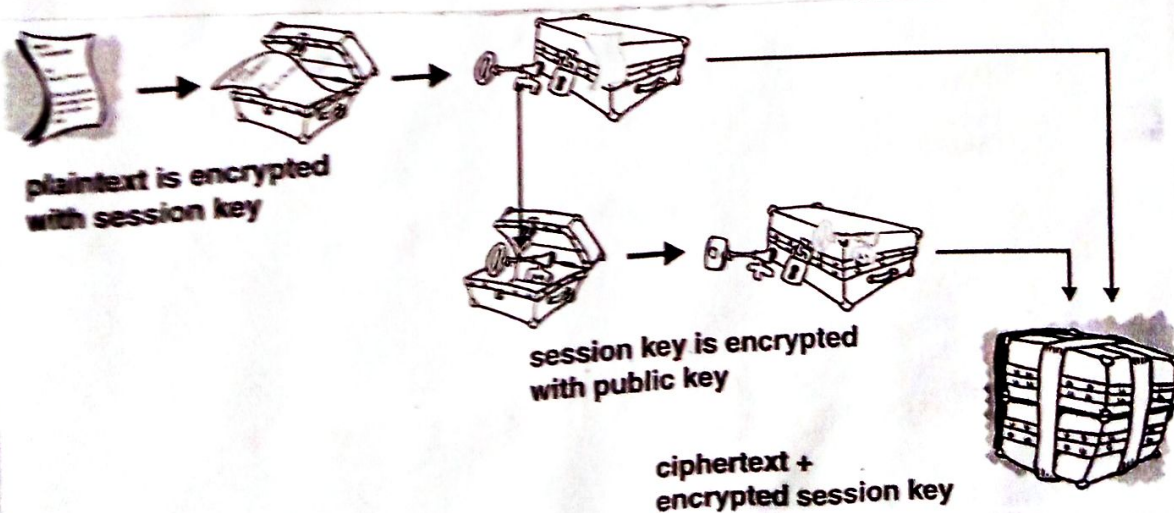 plaintext is encrypted
with session key
session key is encrypted
with public key
ciphertext +
encrypted session key